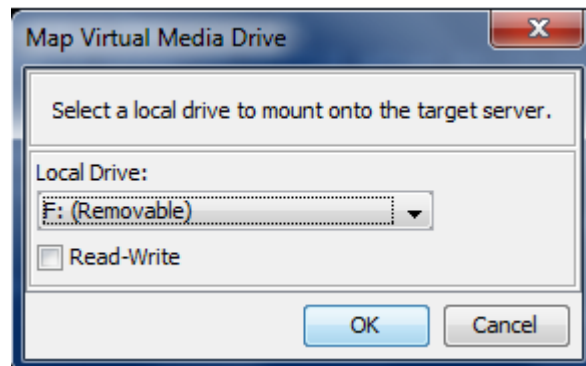 Map Virtual Media Drive
Select a local drive to mount onto the target server.
Local Drive:
F: (Removable)
Read-Write
OK Cancel